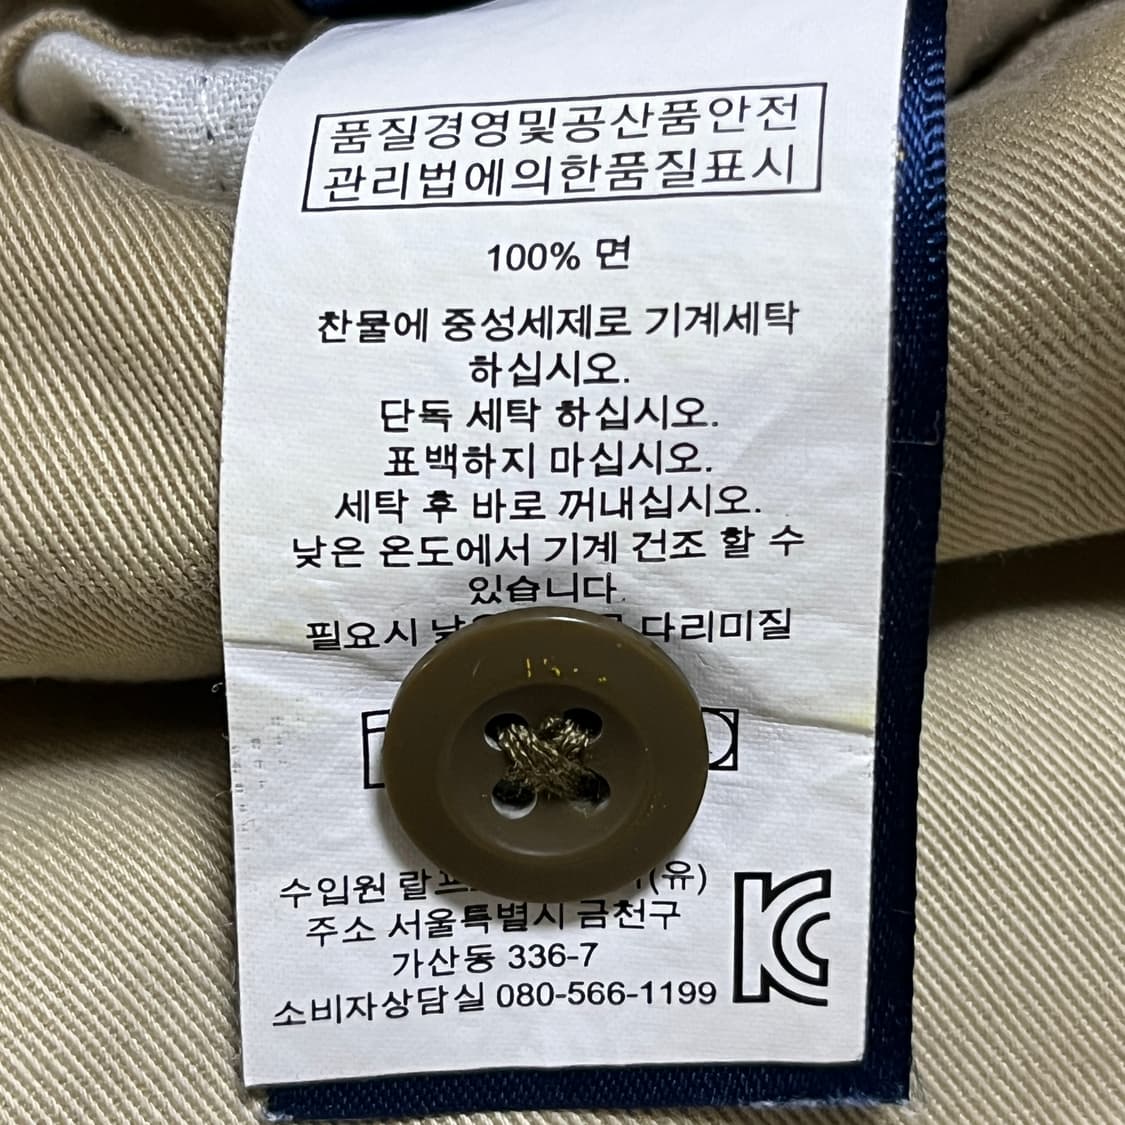 품질경영및공산품안전
관리법에의한품질표시
100% 면
찬물에 중성세제로 기계세탁
하십시오.
단독 세탁 하십시오.
표백하지 마십시오.
세탁 후 바로 꺼내십시오.
낮은 온도에서 기계 건조 할 수
있습니다.
필요시 다리미질
수입원 (유)
주소 서울특별시 금천구
가산동 336-7
소비자상담실 080-566-1199
KC